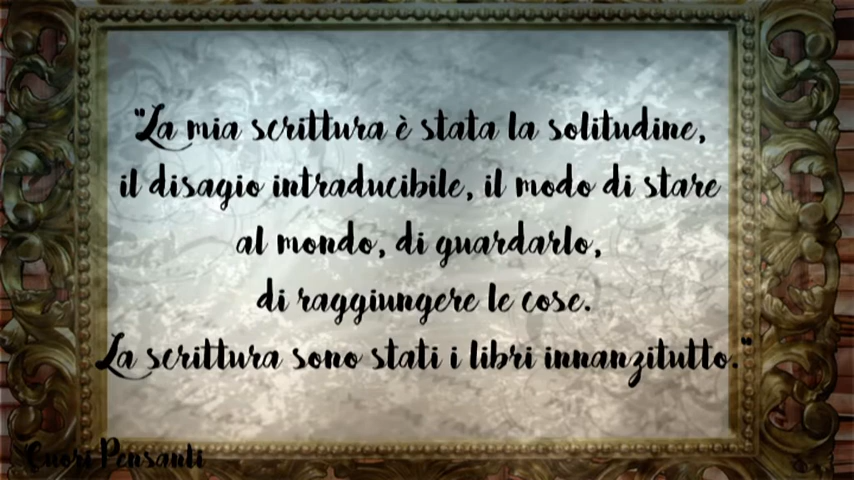 "La mia scrittura è stata la solitudine,
il disagio intraducibile, il modo di stare
al mondo, di guardarlo,
di raggiungere le cose.
La scrittura sono stati i libri innanzitutto."
Cuori Pensanti